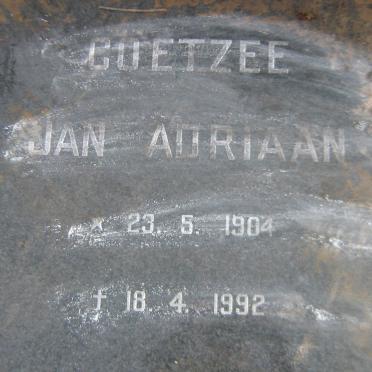 COETZEE
JAN ADRIAAN
* 23. 5. 1904
† 18. 4. 1992